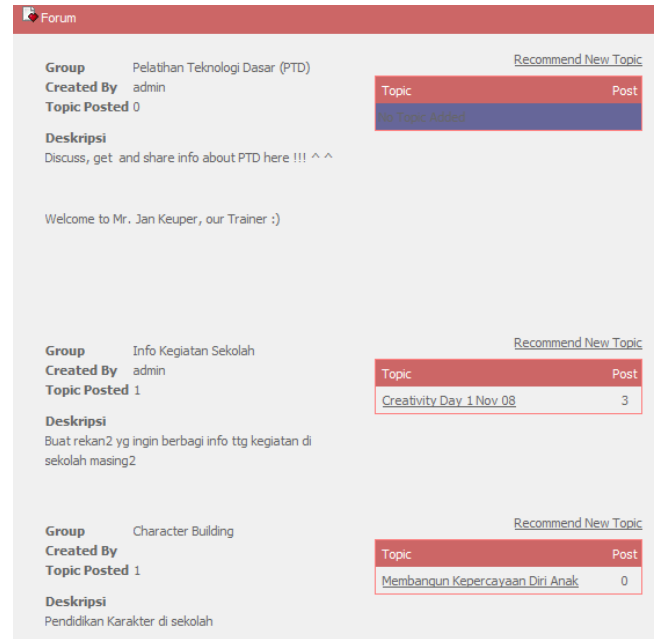 Forum
Group Pelatihan Teknologi Dasar (PTD)
Created By admin
Topic Posted 0
Deskripsi
Discuss, get and share info about PTD here !!! ^ ^
Welcome to Mr. Jan Keuper, our Trainer :)
Recommend New Topic
Topic Post
No Topic Added
Group Info Kegiatan Sekolah
Created By admin
Topic Posted 1
Deskripsi
Buat rekan2 yg ingin berbagi info ttg kegiatan di
sekolah masing2
Recommend New Topic
Topic Post
Creativity Day 1 Nov 08 3
Group Character Building
Created By
Topic Posted 1
Deskripsi
Pendidikan Karakter di sekolah
Recommend New Topic
Topic Post
Membangun Kepercayaan Diri Anak 0